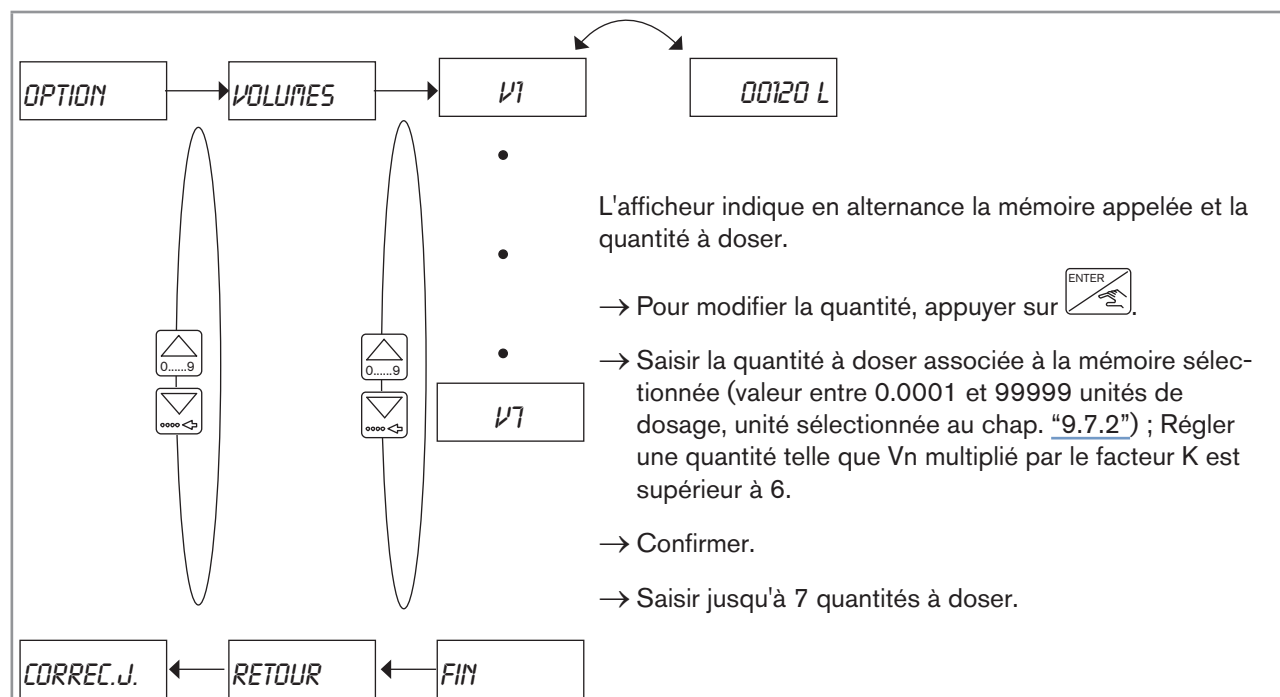 OPTION
VOLUMES
V1
00120 L
L'afficheur indique en alternance la mémoire appelée et la
quantité à doser.
→ Pour modifier la quantité, appuyer sur ENTER.
→ Saisir la quantité à doser associée à la mémoire sélec-
tionnée (valeur entre 0.0001 et 99999 unités de
dosage, unité sélectionnée au chap. “9.7.2”) ; Régler
une quantité telle que Vn multiplié par le facteur K est
supérieur à 6.
→ Confirmer.
→ Saisir jusqu'à 7 quantités à doser.
0......9
0......9
V7
CORREC.J.
RETOUR
FIN